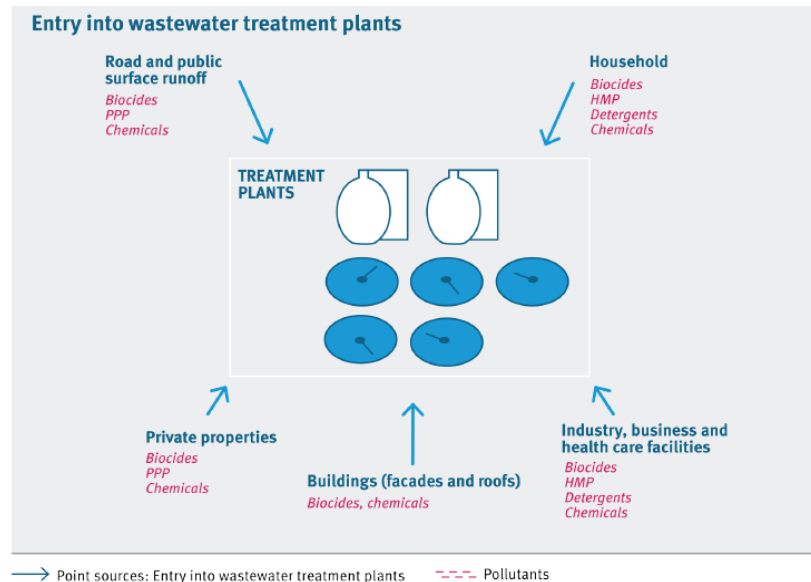 Entry into wastewater treatment plants
Road and public
surface runoff
Biocides
PPP
Chemicals
Household
Biocides
HMP
Detergents
Chemicals
TREATMENT
PLANTS
Private properties
Biocides
PPP
Chemicals
Buildings (facades and roofs)
Biocides, chemicals
Industry, business and
health care facilities
Biocides
HMP
Detergents
Chemicals
Point sources: Entry into wastewater treatment plants
Pollutants